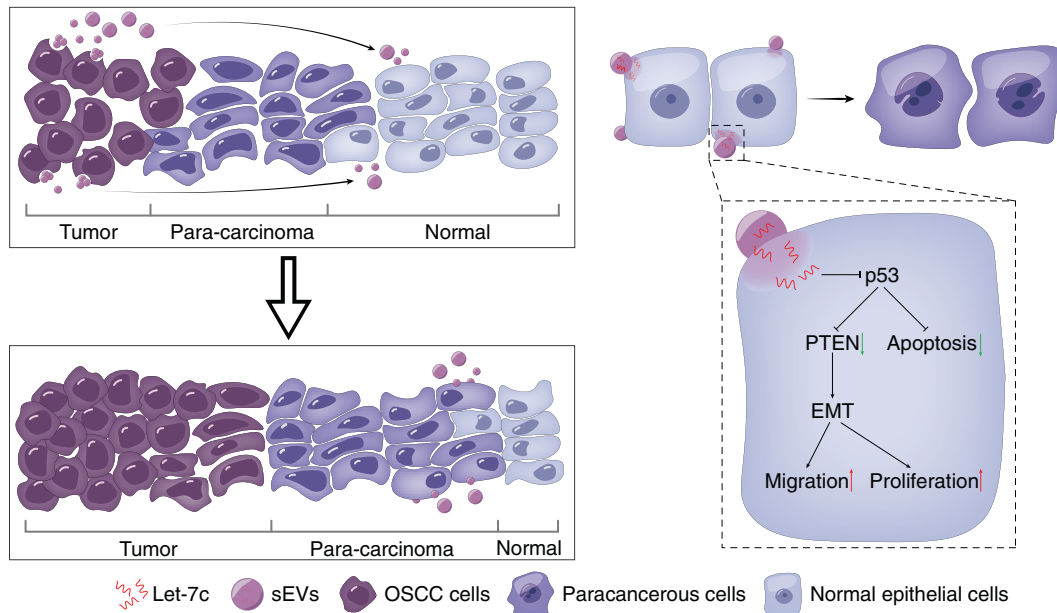 Tumor Para-carcinoma Normal
p53
PTEN Apoptosis
EMT
Migration Proliferation
Tumor Para-carcinoma Normal
Let-7c sEVs OSCC cells Paracancerous cells Normal epithelial cells